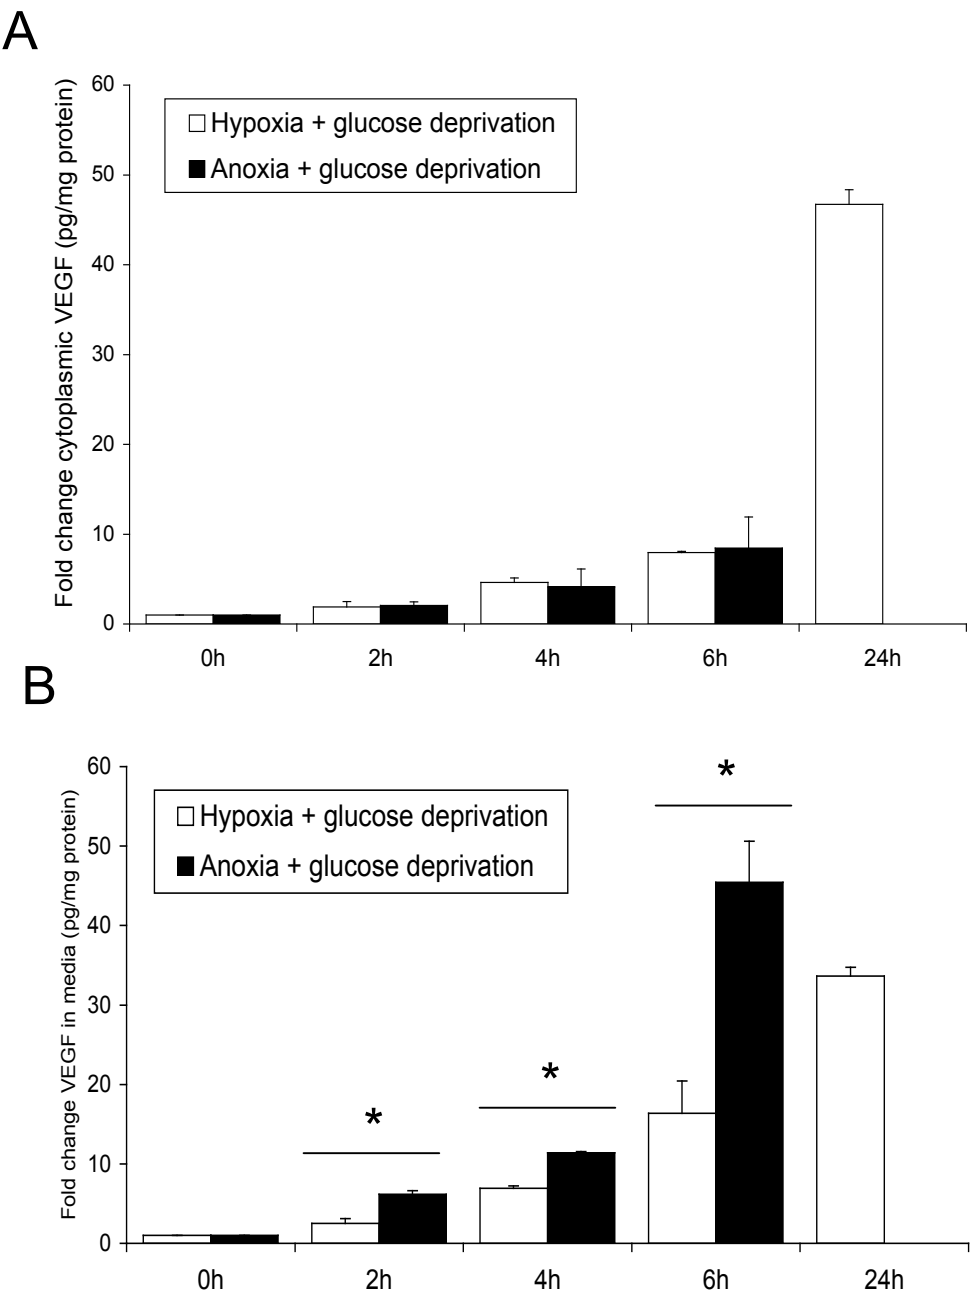 A
Fold change cytoplasmic VEGF (pg/mg protein)
60
50
40
30
20
10
0
Hypoxia + glucose deprivation
Anoxia + glucose deprivation
0h 2h 4h 6h 24h
B
Fold change VEGF in media (pg/mg protein)
60
50
40
30
20
10
0
Hypoxia + glucose deprivation
Anoxia + glucose deprivation
*
*
*
0h 2h 4h 6h 24h